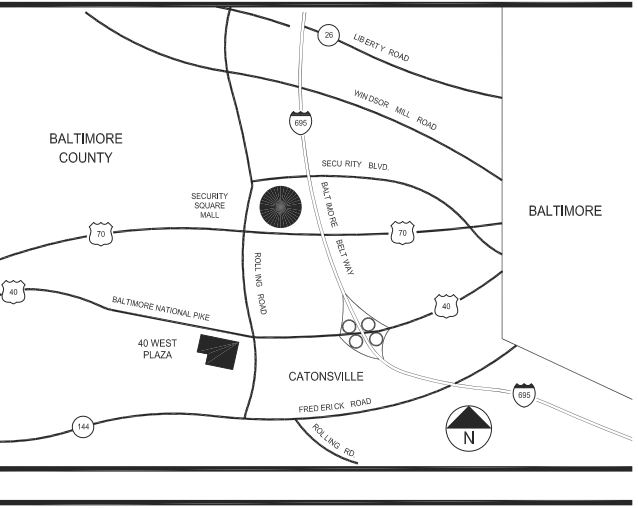 26
LIBERTY ROAD
WINDSOR MILL ROAD
695
BALTIMORE
COUNTY
SECURITY BLVD.
SECURITY
SQUARE
MALL
BALTIMORE BELTWAY
BALTIMORE
70
70
ROLLING ROAD
40
BALTIMORE NATIONAL PIKE
40
40 WEST
PLAZA
CATONSVILLE
695
FREDERICK ROAD
144
ROLLING RD.
N